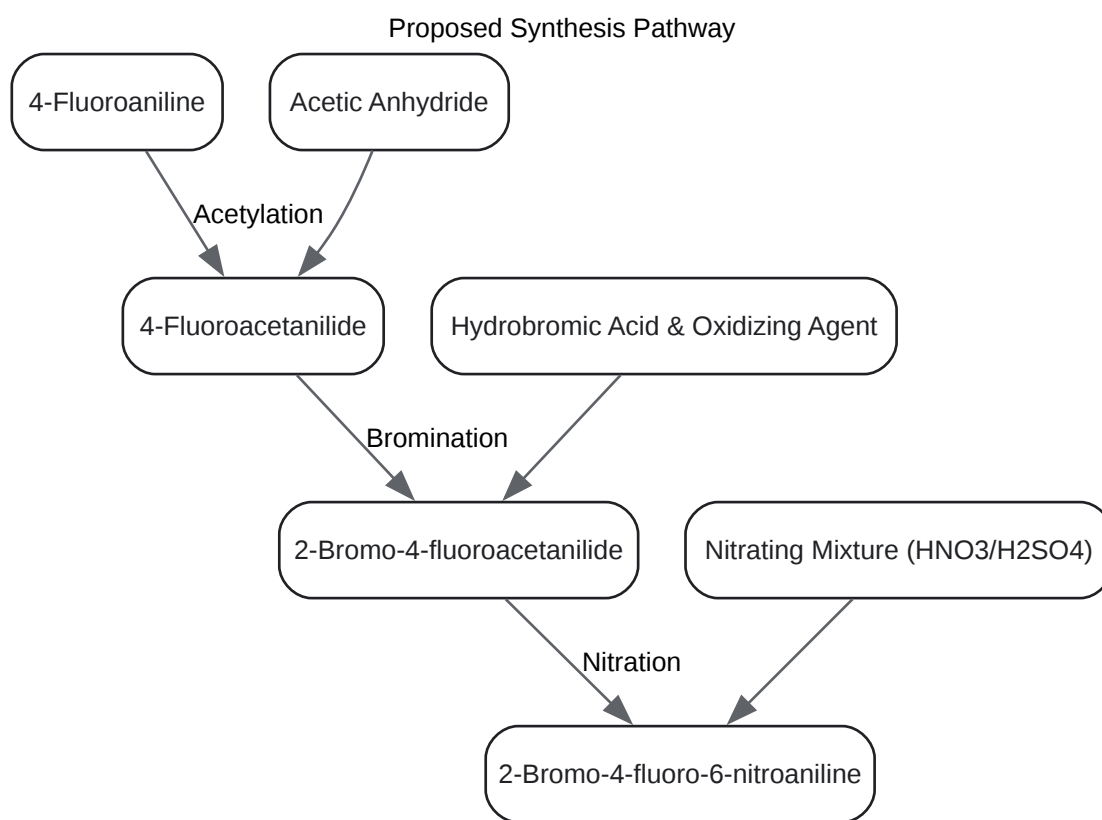 Proposed Synthesis Pathway
4-Fluoroaniline
Acetic Anhydride
Acetylation
4-Fluoroacetanilide
Hydrobromic Acid & Oxidizing Agent
Bromination
2-Bromo-4-fluoroacetanilide
Nitrating Mixture (HNO3/H2SO4)
Nitration
2-Bromo-4-fluoro-6-nitroaniline